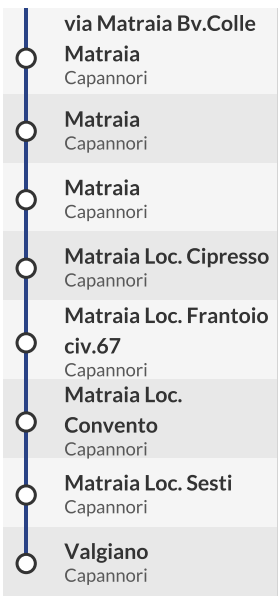 via Matraia Bv.Colle
Matraia
Capannori
Matraia
Capannori
Matraia
Capannori
Matraia Loc. Cipresso
Capannori
Matraia Loc. Frantoio
civ.67
Capannori
Matraia Loc.
Convento
Capannori
Matraia Loc. Sesti
Capannori
Valgiano
Capannori